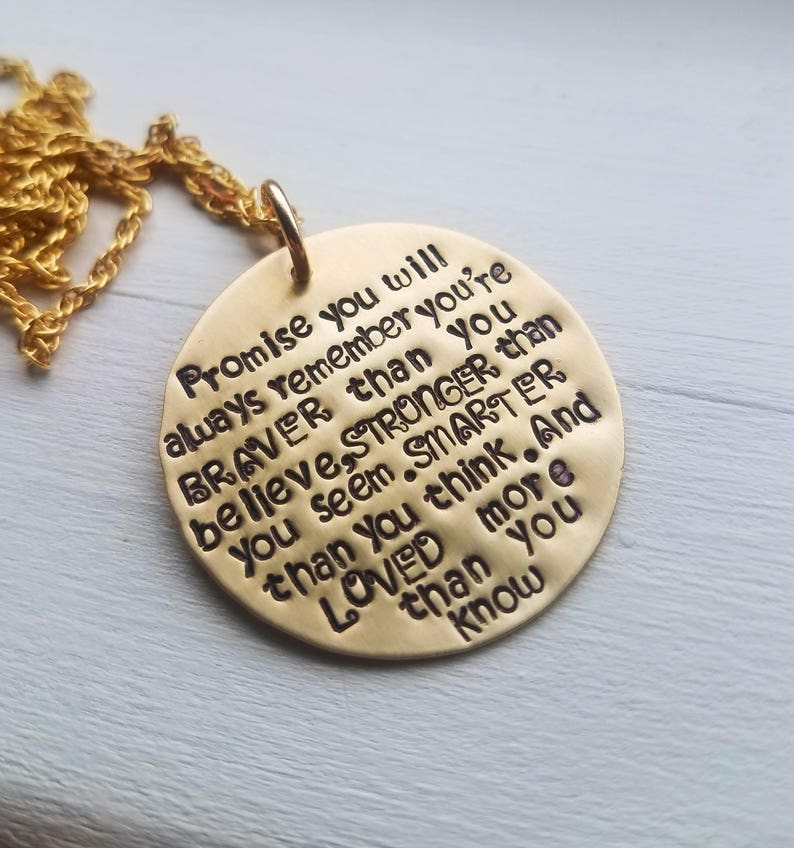 Promise you will
always remember you're
BRAVER than you
believe, STRONGER than
you seem. SMARTER
than you think. And
LOVED more
than you
know